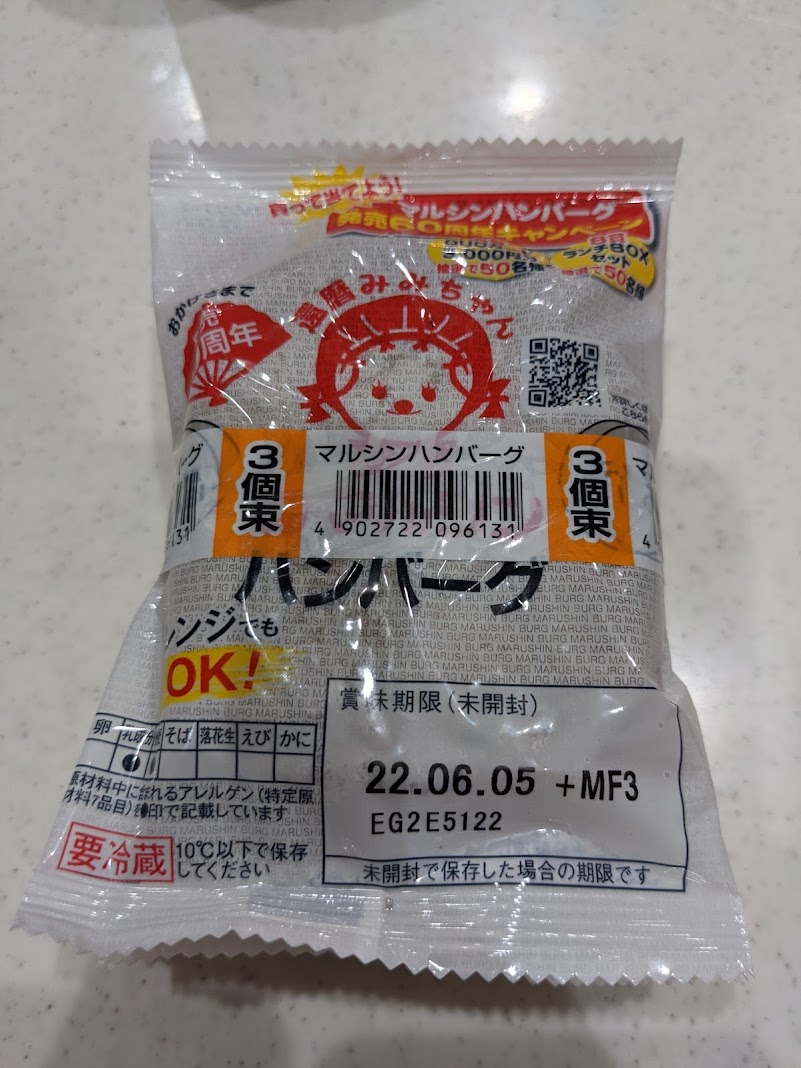 買って当てよう!
マルシンハンバーグ
発売60周年キャンペーン
000円
抽選で50名様
ランチBOX
セット
抽選で50名様
おかげさまで
周年
還暦みみちゃん
3個束
マルシンハンバーグ
4 902722 096131
3個束
ハンバーグ
レンジでも
OK!
卵 乳成分 そば 落花生 えび かに
原材料中に含まれるアレルゲン(特定原
材料7品目)を●印で記載しています
要冷蔵
10℃以下で保存
してください
賞味期限(未開封)
22.06.05 +MF3
EG2E5122
未開封で保存した場合の期限です
MARUSHIN BURG